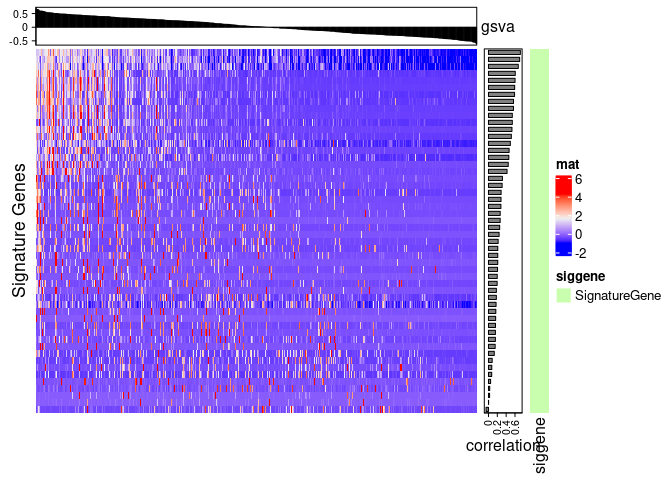 0.5
0
-0.5
gsva
Signature Genes
mat
6
4
2
0
-2
siggene
SignatureGene
0
0.2
0.4
0.6
correlation
siggene